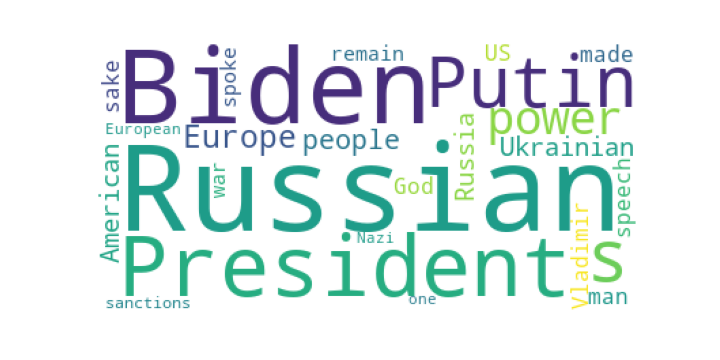 Biden
Putin
sake
spoke
remain
US
made
European
Europe
people
power
Ukrainian
Russia
Russian
American
war
God
speech
President
Nazi
Vladimir
s
man
sanctions
one